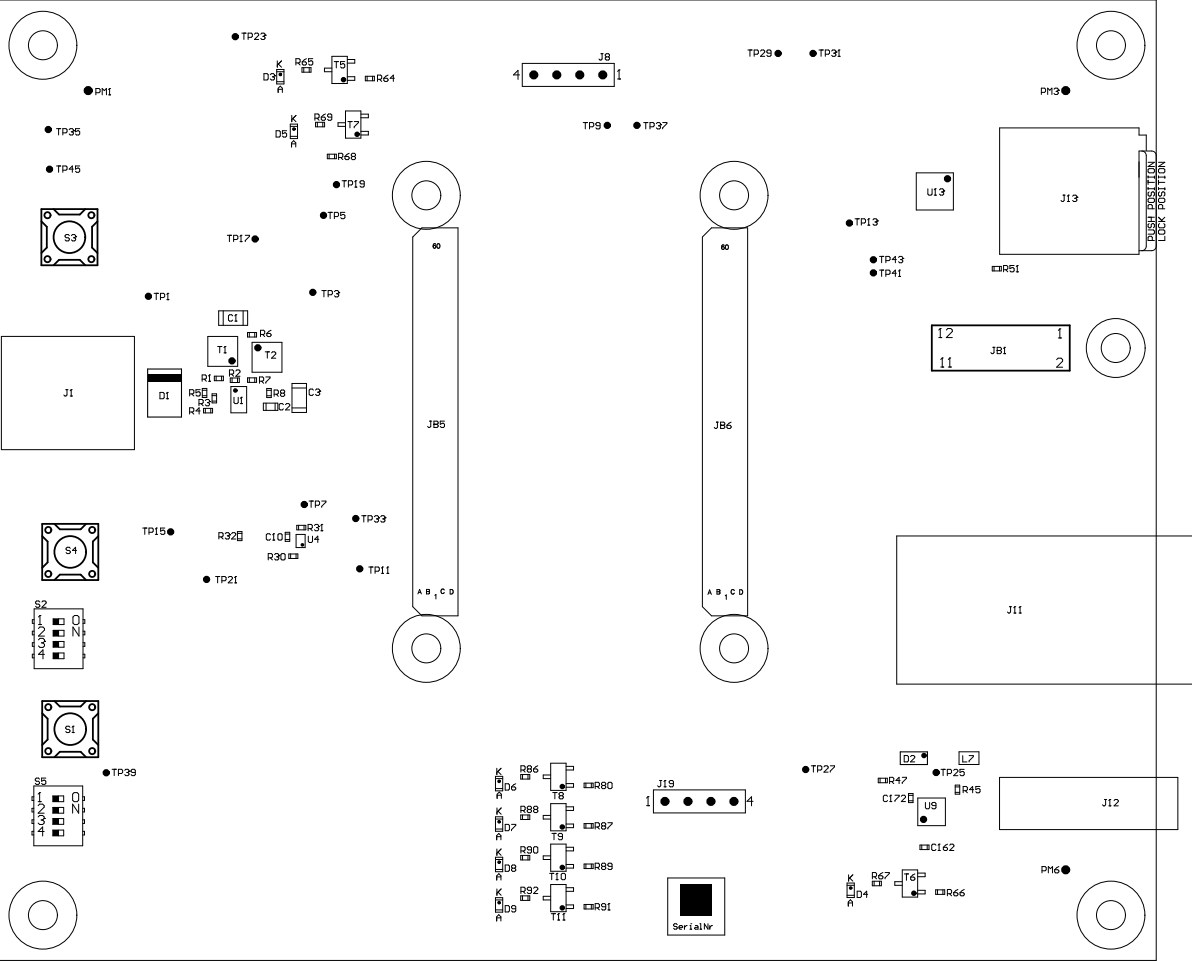 TP23
J8
K
R65
T5
D3
A
R64
4
1
TP29
TP31
PM1
PM3
K
R69
T7
D5
A
TP9
TP37
TP35
R68
TP45
TP19
U13
J13
PUSH POSITION
LOCK POSITION
TP5
TP13
S3
TP17
60
60
TP43
TP41
R51
TP1
TP3
C1
R6
12
1
JB1
11
2
T1
T2
R2
R1
R7
J1
D1
R5
R3
R4
U1
R8
C3
C2
JB5
JB6
TP7
TP33
TP15
R32
C10
R31
U4
R30
S4
TP11
TP21
A B 1 C D
A B 1 C D
S2
1 O
2 N
3
4
J11
S1
D2
L7
TP39
TP27
TP25
S5
1 O
2 N
3
4
K
R86
D6
A
T8
R80
J19
1
4
R47
R45
C172
U9
J12
K
R88
D7
A
T9
R87
K
R90
D8
A
T10
R89
C162
K
R92
D9
A
T11
R91
SerialNr
K
R67
T6
D4
A
R66
PM6